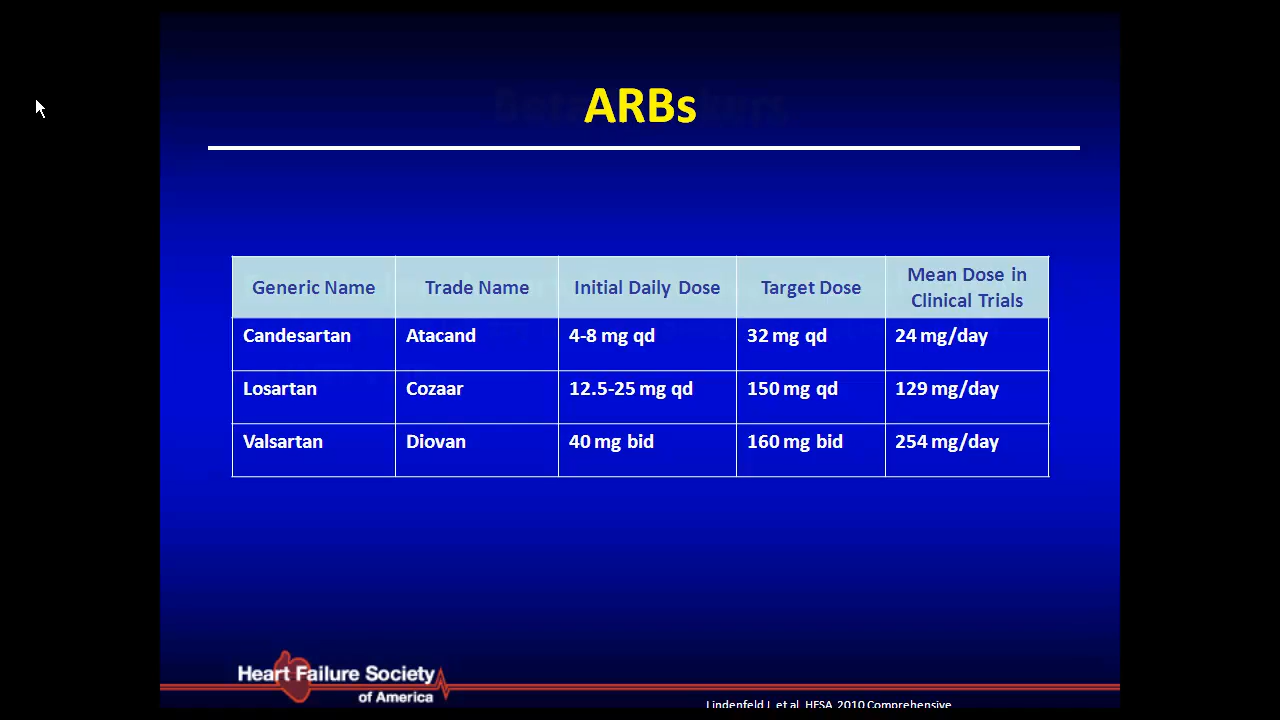 ARBs
Generic Name Trade Name Initial Daily Dose Target Dose Mean Dose in Clinical Trials
Candesartan Atacand 4-8 mg qd 32 mg qd 24 mg/day
Losartan Cozaar 12.5-25 mg qd 150 mg qd 129 mg/day
Valsartan Diovan 40 mg bid 160 mg bid 254 mg/day
Heart Failure Society
of America
Lindenfeld J, et al. HFSA 2010 Comprehensive